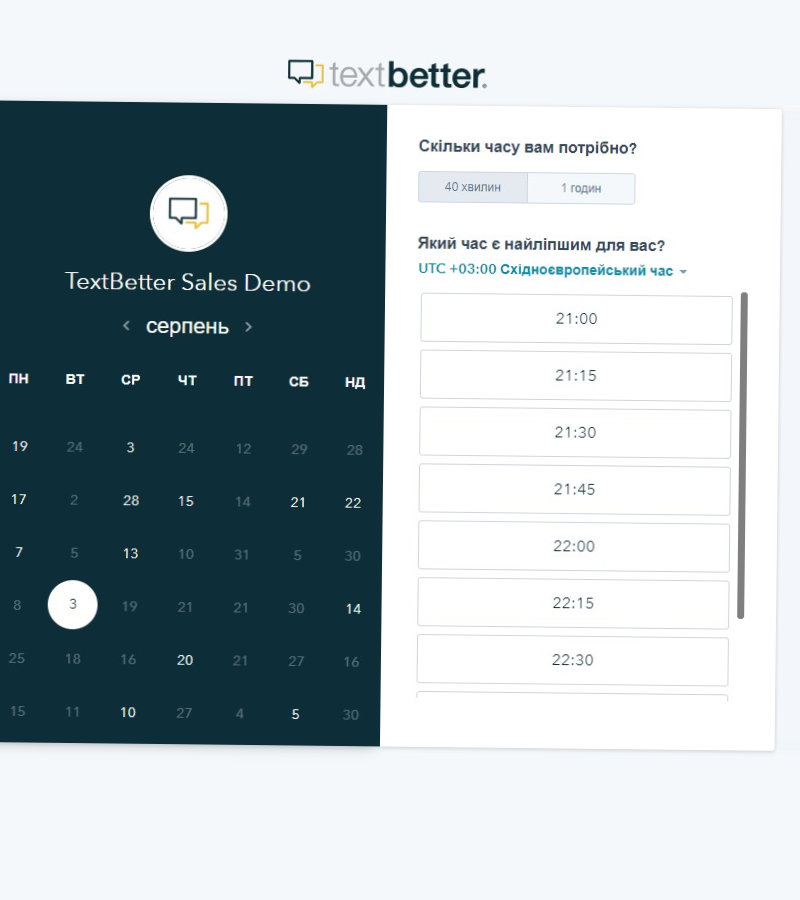 textbetter.
TextBetter Sales Demo
серпень
ПН ВТ СР ЧТ ПТ СБ НД
19 24 3 24 12 29 28
17 2 28 15 14 21 22
7 5 13 10 31 5 30
8 3 19 21 21 30 14
25 18 16 20 21 27 16
15 11 10 27 4 5 30
Скільки часу вам потрібно?
40 хвилин 1 годин
Який час є найліпшим для вас?
UTC +03:00 Східноєвропейський час
21:00
21:15
21:30
21:45
22:00
22:15
22:30